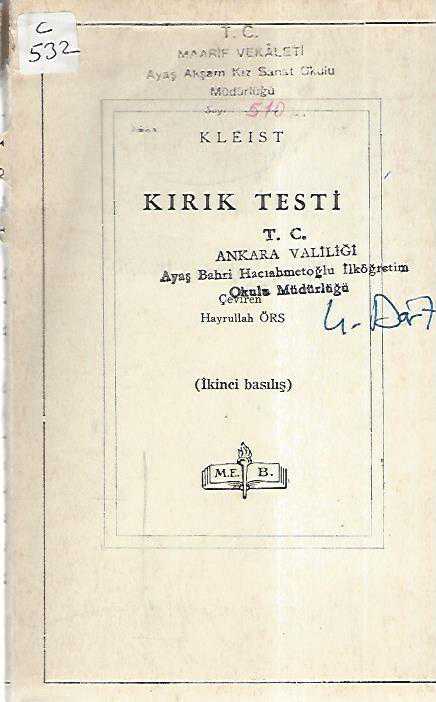 C
532
T. C.
MAARİF VEKÂLETİ
Ayaş Akşam Kız Sanat Okulu
Müdürlüğü
Sayı 510
KLEIST
KIRIK TESTİ
T. C.
ANKARA VALİLİĞİ
Ayaş Bahri Hacıahmetoğlu İlköğretim
Okulu Müdürlüğü
Çeviren
Hayrullah ÖRS
(İkinci basılış)
M.E. B.